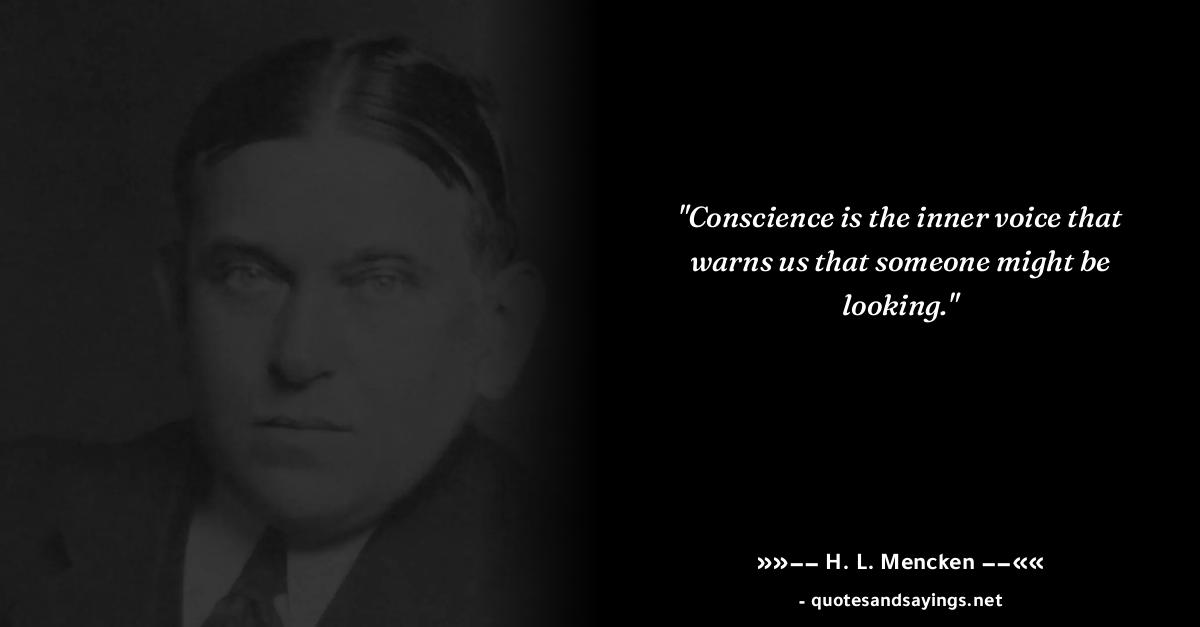 "Conscience is the inner voice that
warns us that someone might be
looking."
»»–– H. L. Mencken ––««
- quotesandsayings.net